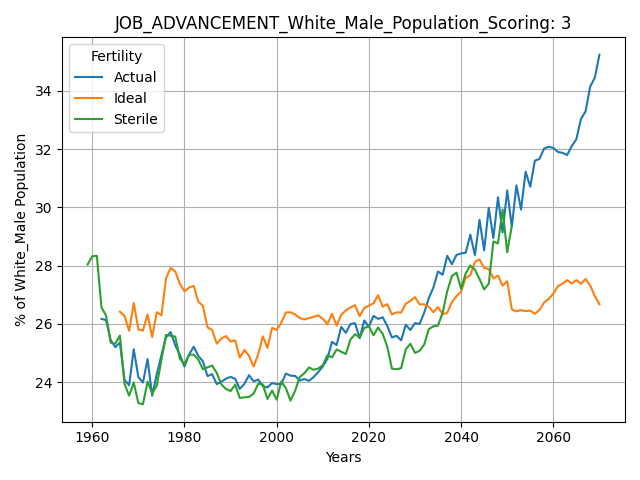 JOB_ADVANCEMENT_White_Male_Population_Scoring: 3
Fertility
Actual
Ideal
Sterile
% of White_Male Population
34
32
30
28
26
24
1960
1980
2000
2020
2040
2060
Years